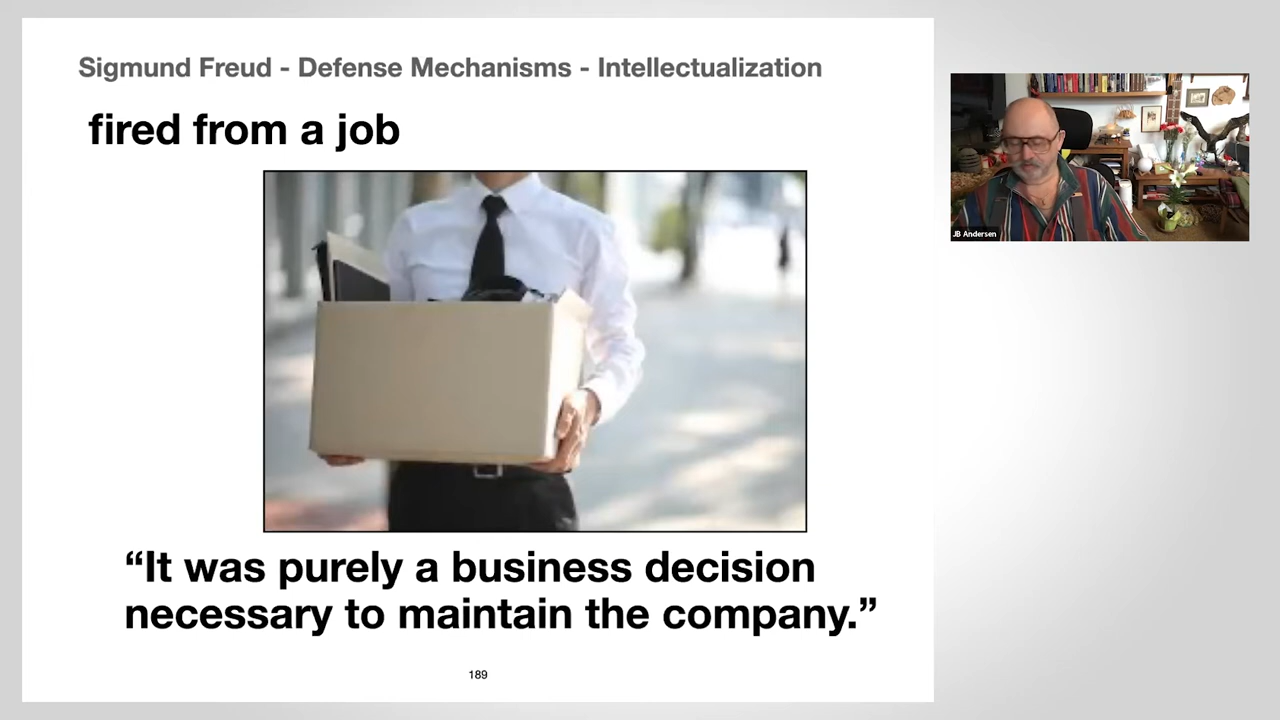 Sigmund Freud - Defense Mechanisms - Intellectualization
fired from a job
“It was purely a business decision
necessary to maintain the company.”
189
JB Andersen